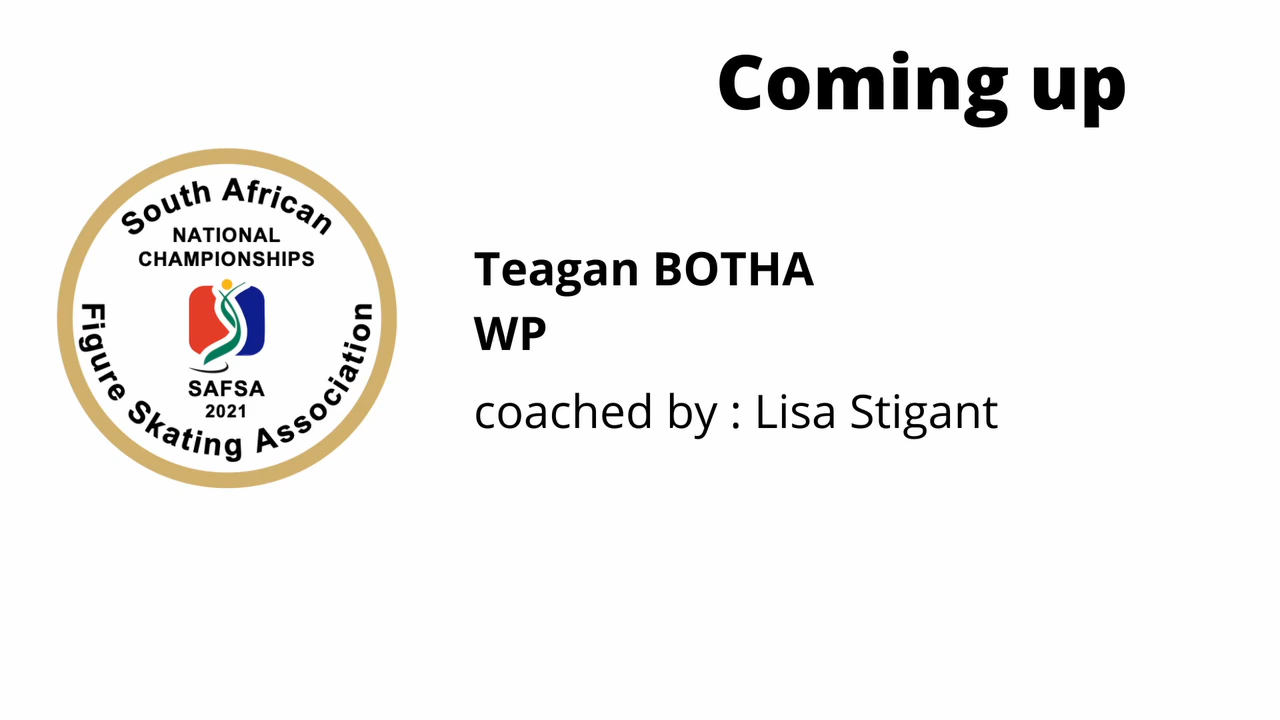 Coming up
South African
NATIONAL
CHAMPIONSHIPS
SAFSA
2021
Figure Skating Association
Teagan BOTHA
WP
coached by : Lisa Stigant